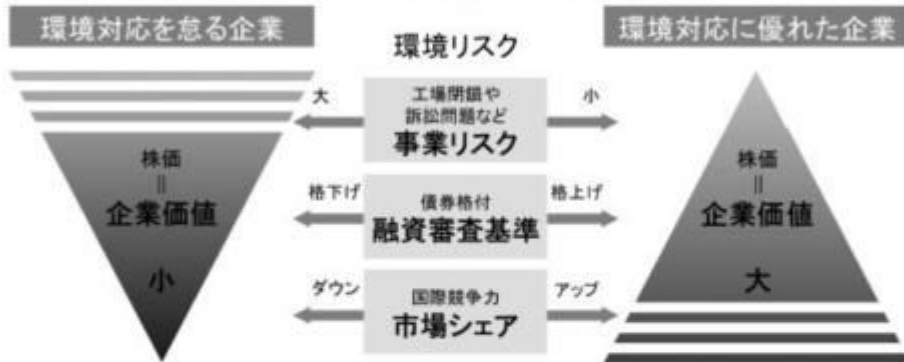 環境対応を怠る企業
環境リスク
環境対応に優れた企業
大
工場閉鎖や
訴訟問題など
事業リスク
小
株価
||
企業価値
小
格下げ
債券格付
融資審査基準
格上げ
ダウン
国際競争力
市場シェア
アップ
株価
||
企業価値
大